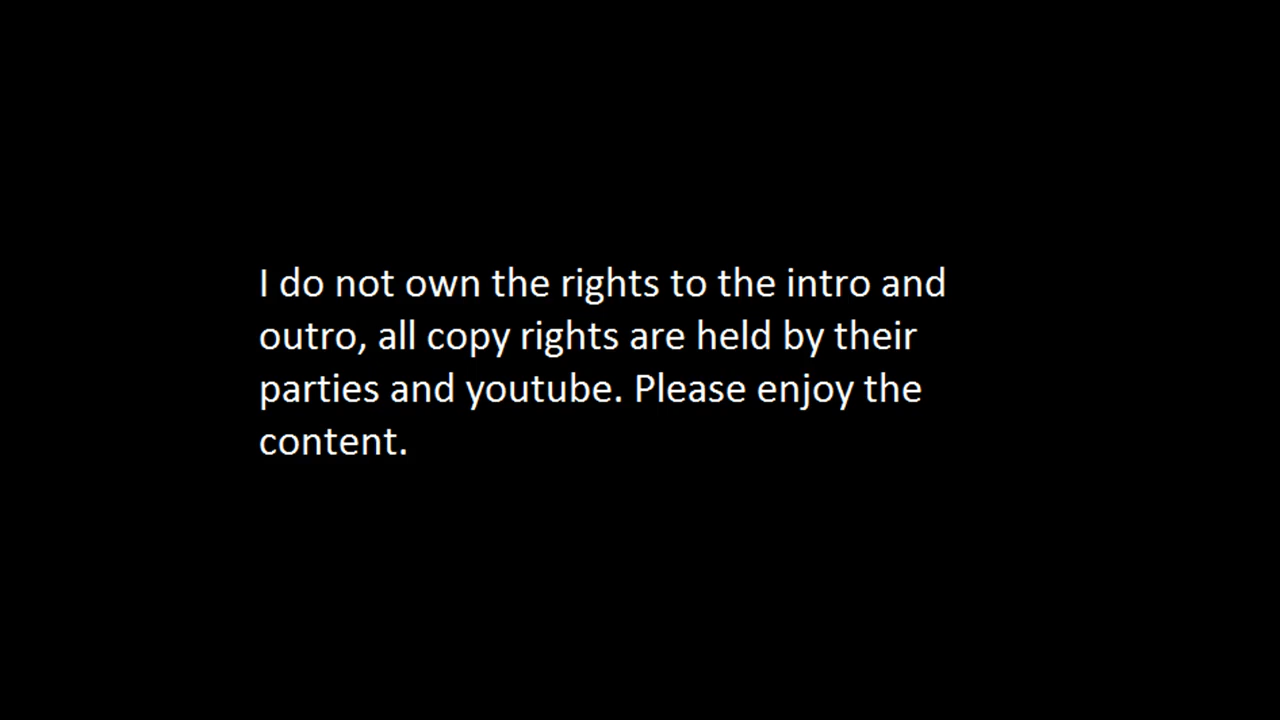 I do not own the rights to the intro and
outro, all copy rights are held by their
parties and youtube. Please enjoy the
content.